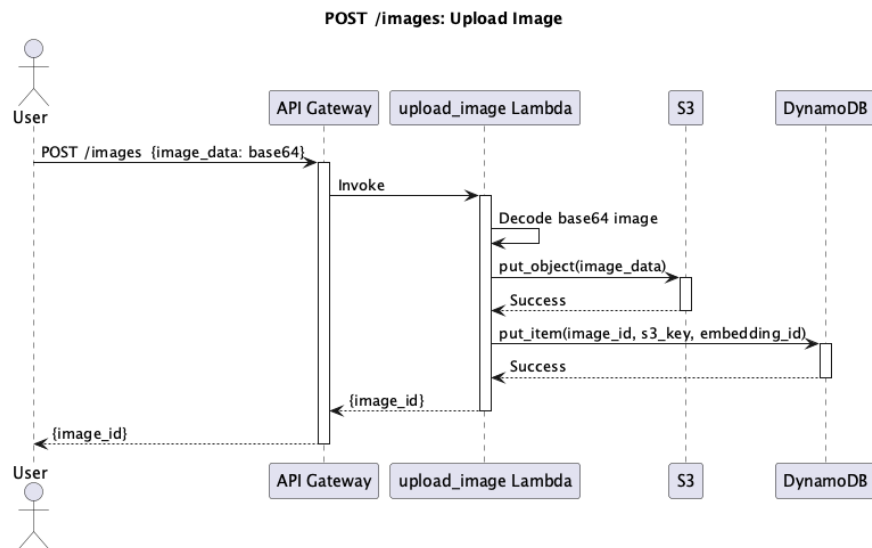 POST /images: Upload Image
User
API Gateway
upload_image Lambda
S3
DynamoDB
POST /images {image_data: base64}
Invoke
Decode base64 image
put_object(image_data)
Success
put_item(image_id, s3_key, embedding_id)
Success
{image_id}
{image_id}
User
API Gateway
upload_image Lambda
S3
DynamoDB